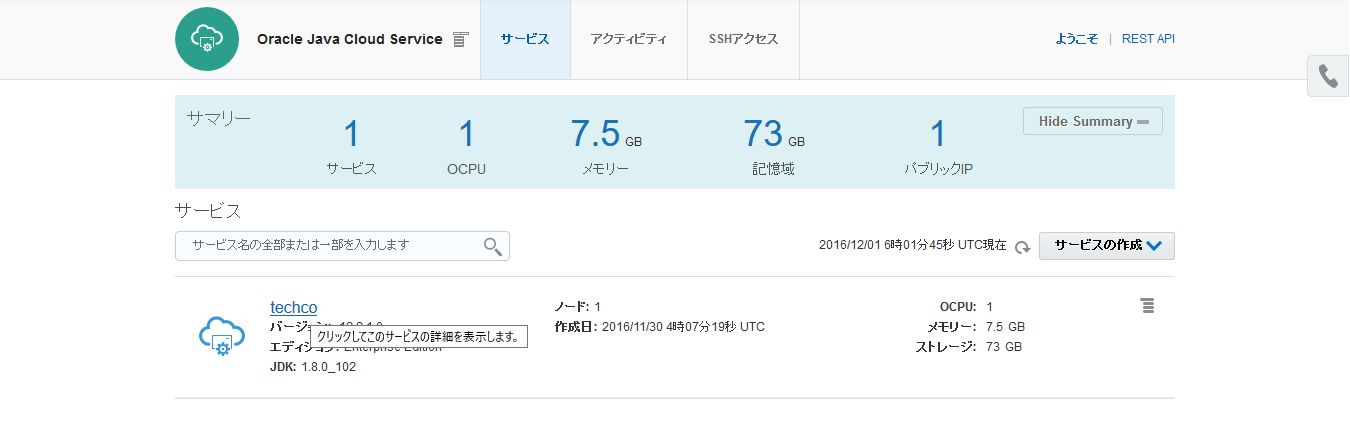 Oracle Java Cloud Service
サービス
アクティビティ
SSHアクセス
ようこそ | REST API
サマリー
1
サービス
1
OCPU
7.5 GB
メモリー
73 GB
記憶域
1
パブリックIP
Hide Summary
サービス
サービス名の全部または一部を入力します
2016/12/01 6時01分45秒 UTC現在
サービスの作成
techco
バージョン:
クリックしてこのサービスの詳細を表示します。
エディション: Enterprise Edition
JDK: 1.8.0_102
ノード: 1
作成日: 2016/11/30 4時07分19秒 UTC
OCPU: 1
メモリー: 7.5 GB
ストレージ: 73 GB